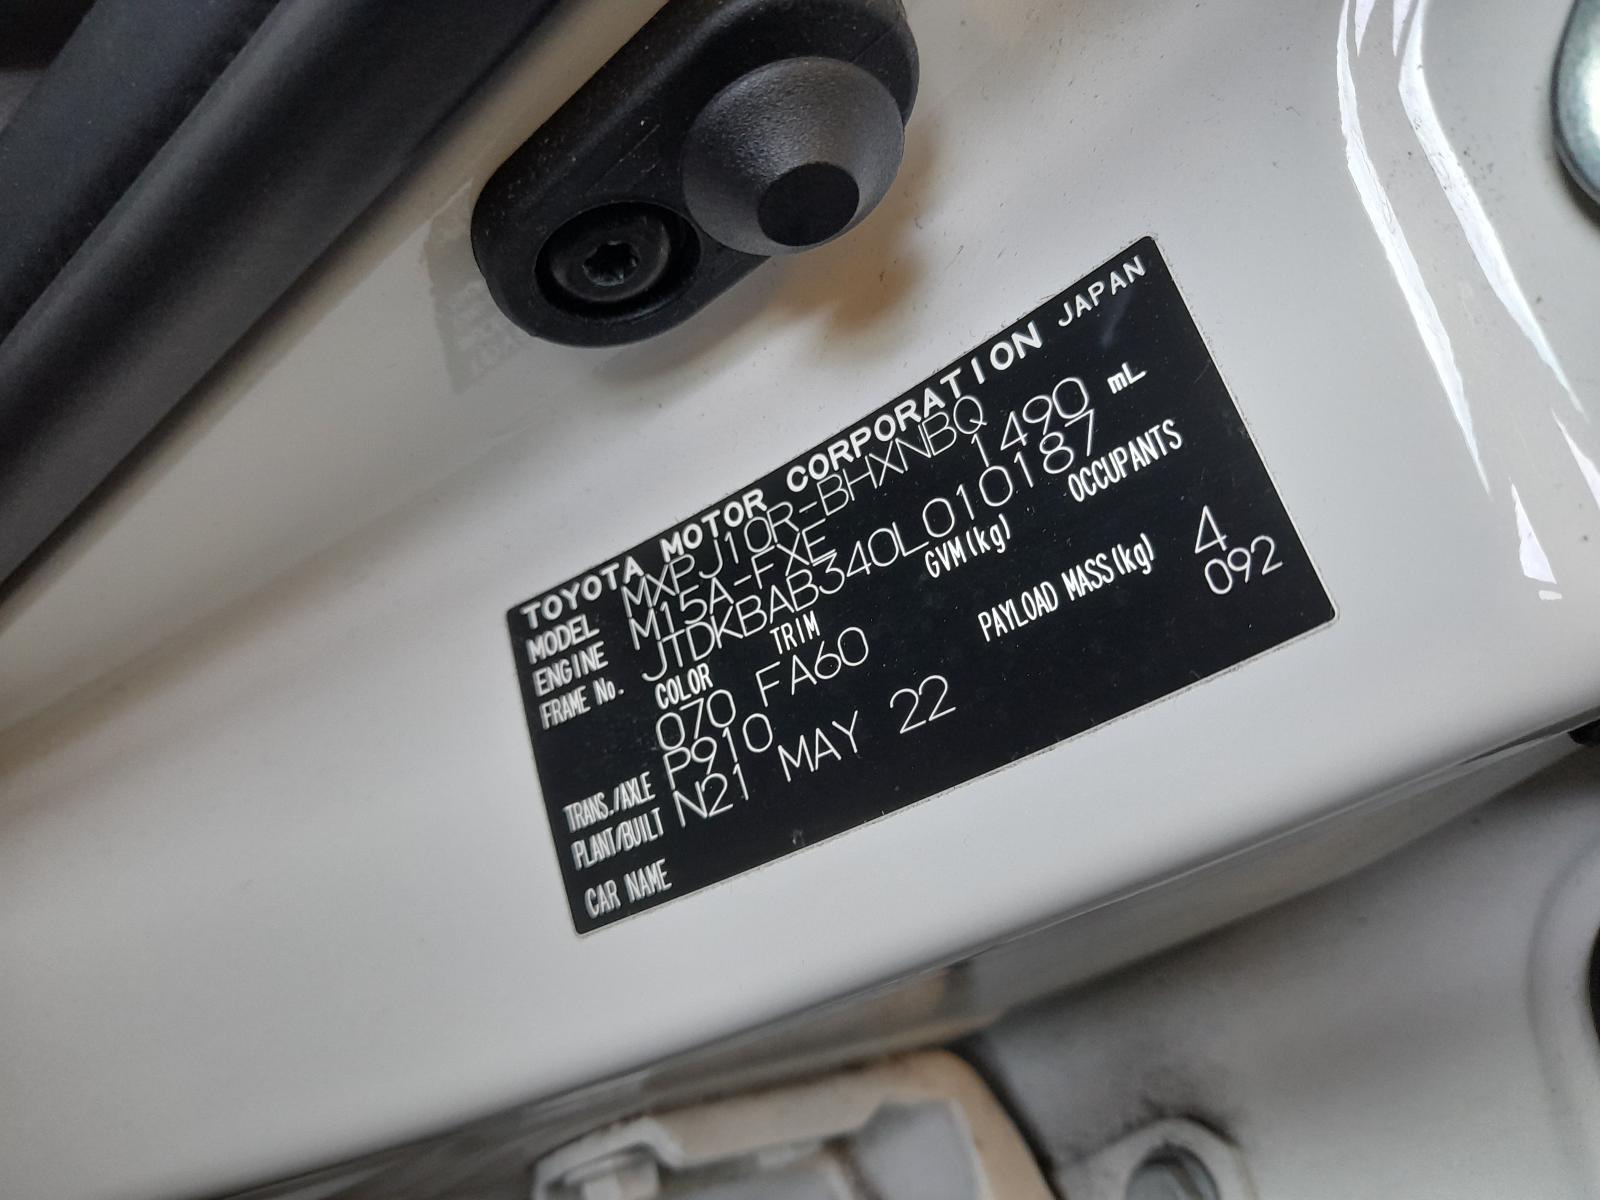 TOYOTA MOTOR CORPORATION JAPAN
MODEL MXPJ10R-BHXNBQ
ENGINE M15A-FXE 1490 mL
FRAME No. JTDKBAB340L010187
COLOR TRIM GVM(kg) OCCUPANTS
070 FA60 4
TRANS./AXLE P910 PAYLOAD MASS(kg) 092
PLANT/BUILT N21 MAY 22
CAR NAME